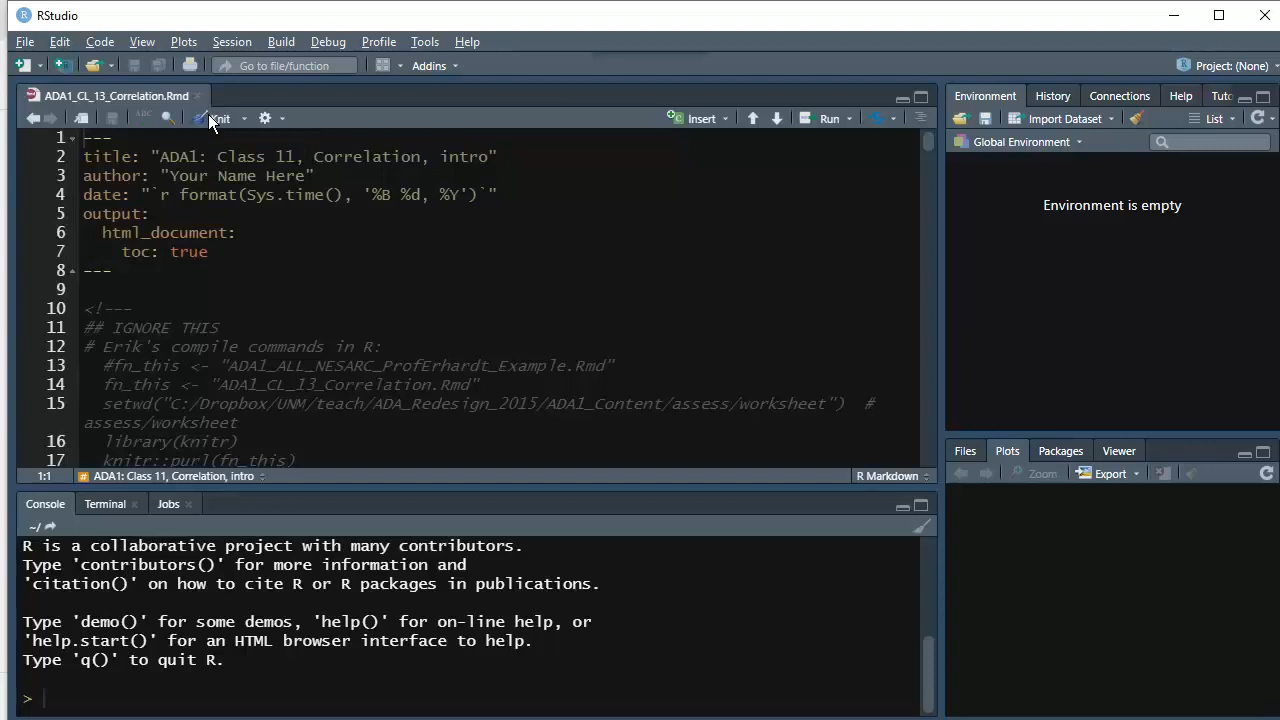 RStudio
File Edit Code View Plots Session Build Debug Profile Tools Help
Go to file/function Addins Project: (None)
ADA1_CL_13_Correlation.Rmd
ABC Knit Insert Run
1 ---
2 title: "ADA1: Class 11, Correlation, intro"
3 author: "Your Name Here"
4 date: "`r format(Sys.time(), '%B %d, %Y')`"
5 output:
6 html_document:
7 toc: true
8 ---
9
10 <!---
11 ## IGNORE THIS
12 # Erik's compile commands in R:
13 #fn_this <- "ADA1_ALL_NESARC_ProfErhardt_Example.Rmd"
14 fn_this <- "ADA1_CL_13_Correlation.Rmd"
15 setwd("C:/Dropbox/UNM/teach/ADA_Redesign_2015/ADA1_Content/assess/worksheet") #
assess/worksheet
16 library(knitr)
17 knitr::purl(fn_this)
1:1 # ADA1: Class 11, Correlation, intro R Markdown
Console Terminal Jobs
~/
R is a collaborative project with many contributors.
Type 'contributors()' for more information and
'citation()' on how to cite R or R packages in publications.
Type 'demo()' for some demos, 'help()' for on-line help, or
'help.start()' for an HTML browser interface to help.
Type 'q()' to quit R.
>
Environment History Connections Help Tuto
Import Dataset List
Global Environment
Environment is empty
Files Plots Packages Viewer
Zoom Export